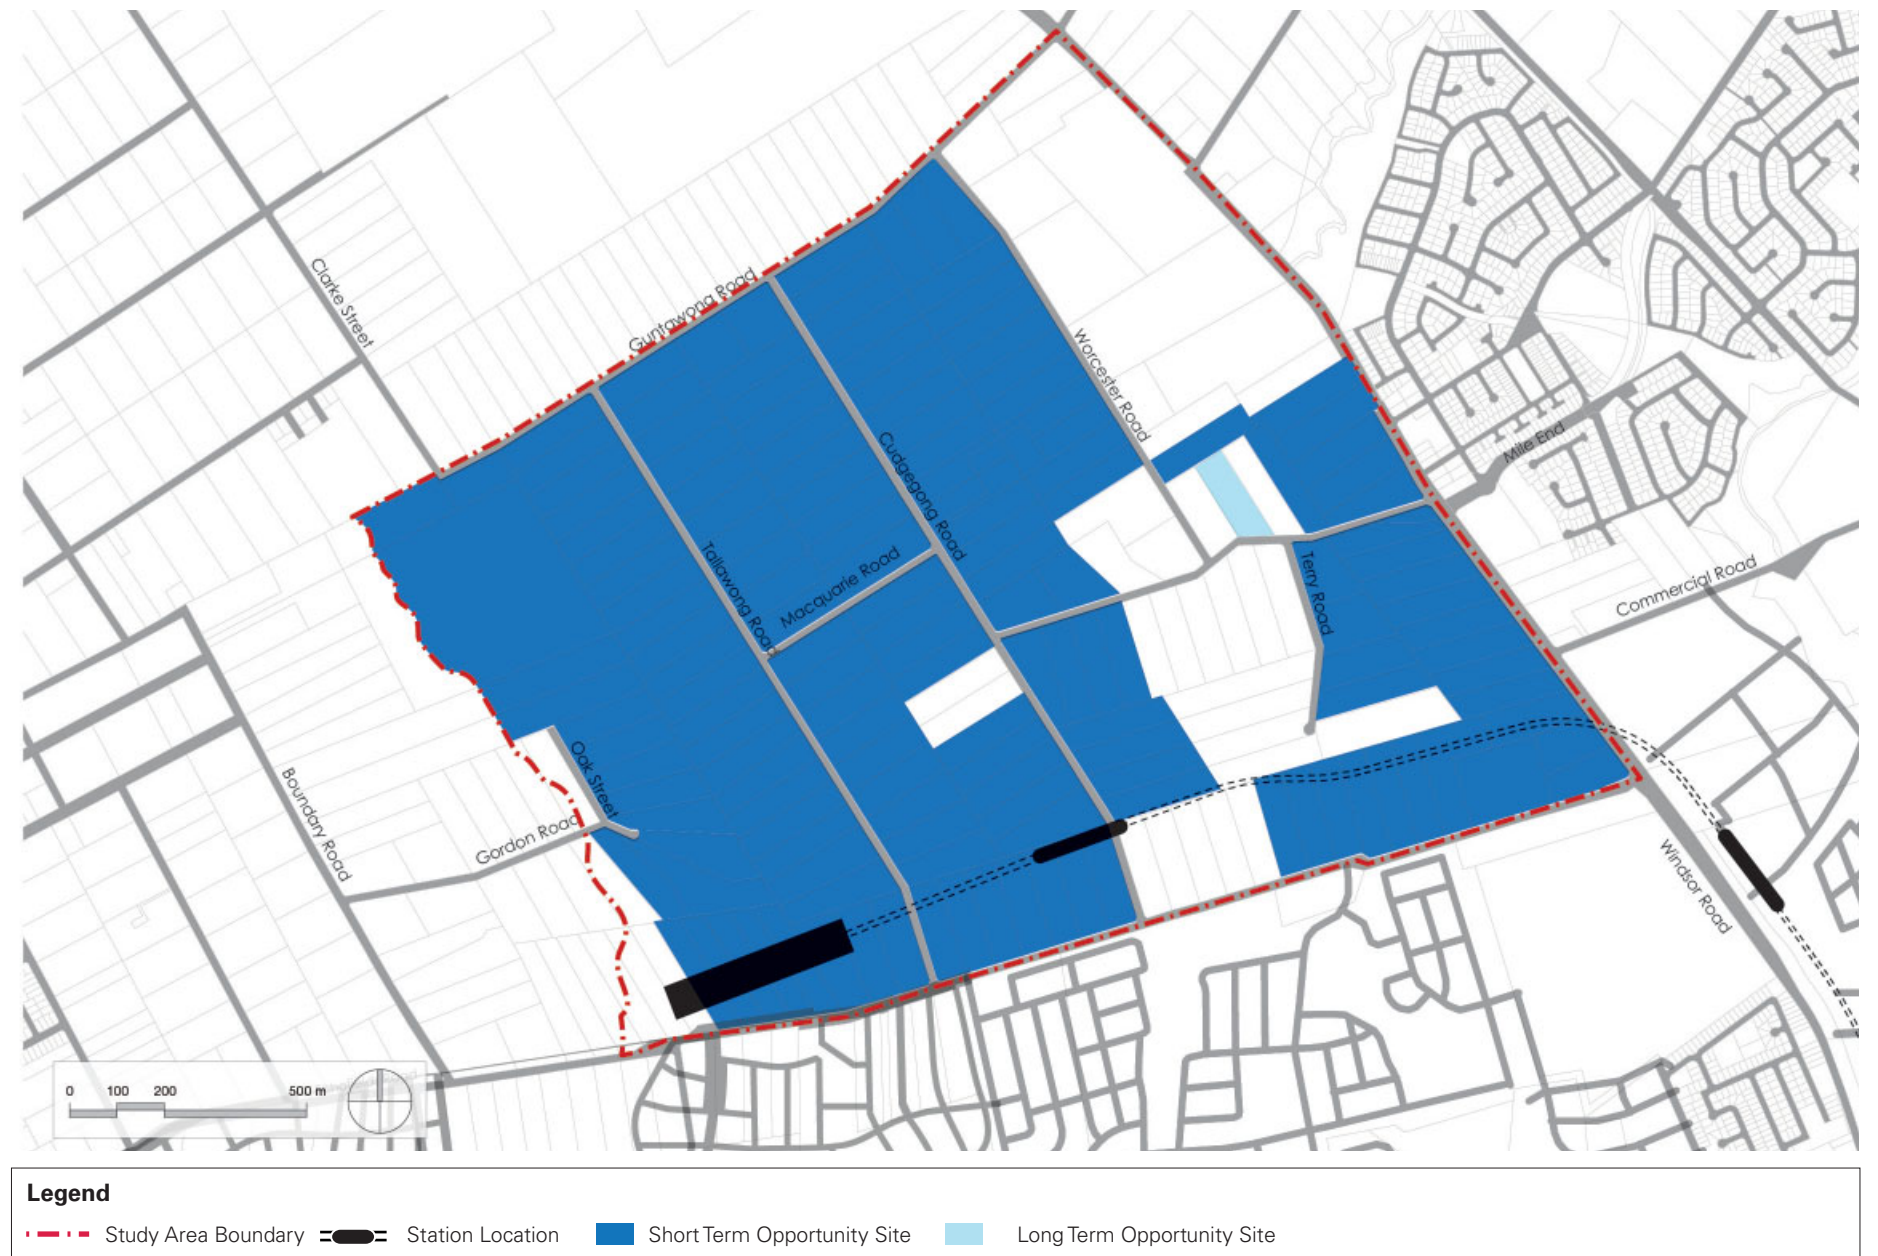 Clarke Street
Guntawong Road
Worcester Road
Cudgegong Road
Mile End
Tallawong Road
Macquarie Road
Terry Road
Commercial Road
Oak Street
Boundary Road
Gordon Road
Windsor Road
0 100 200 500 m
Legend
Study Area Boundary Station Location Short Term Opportunity Site Long Term Opportunity Site